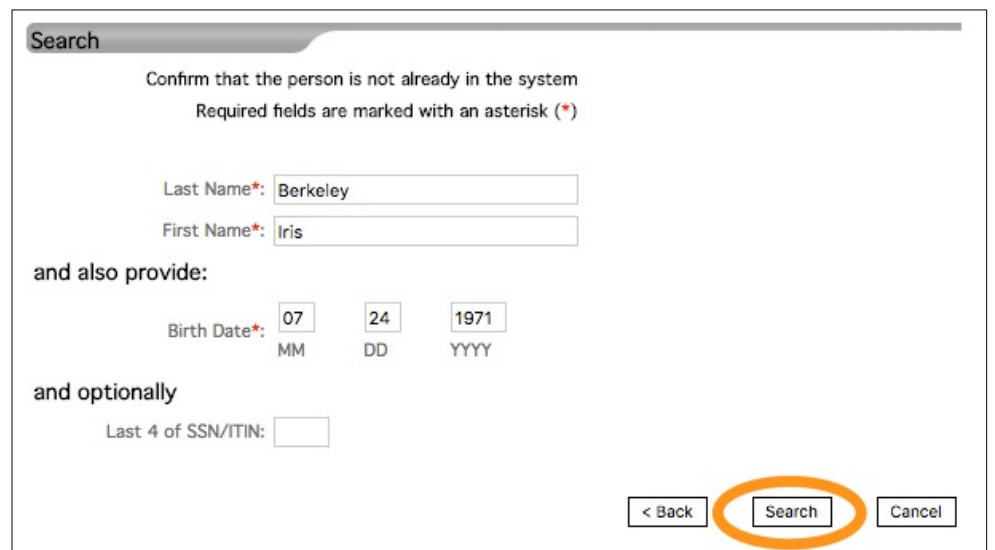 Search
Confirm that the person is not already in the system
Required fields are marked with an asterisk (*)
Last Name*: Berkeley
First Name*: Iris
and also provide:
Birth Date*: 07 24 1971
MM DD YYYY
and optionally
Last 4 of SSN/ITIN:
< Back Search Cancel